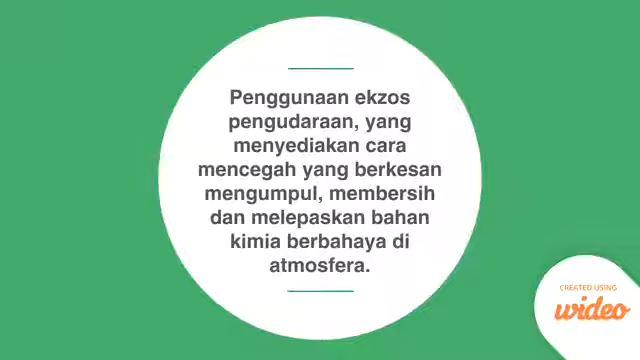 Penggunaan ekzos
pengudaraan, yang
menyediakan cara
mencegah yang berkesan
mengumpul, membersih
dan melepaskan bahan
kimia berbahaya di
atmosfera.
CREATED USING
wideo